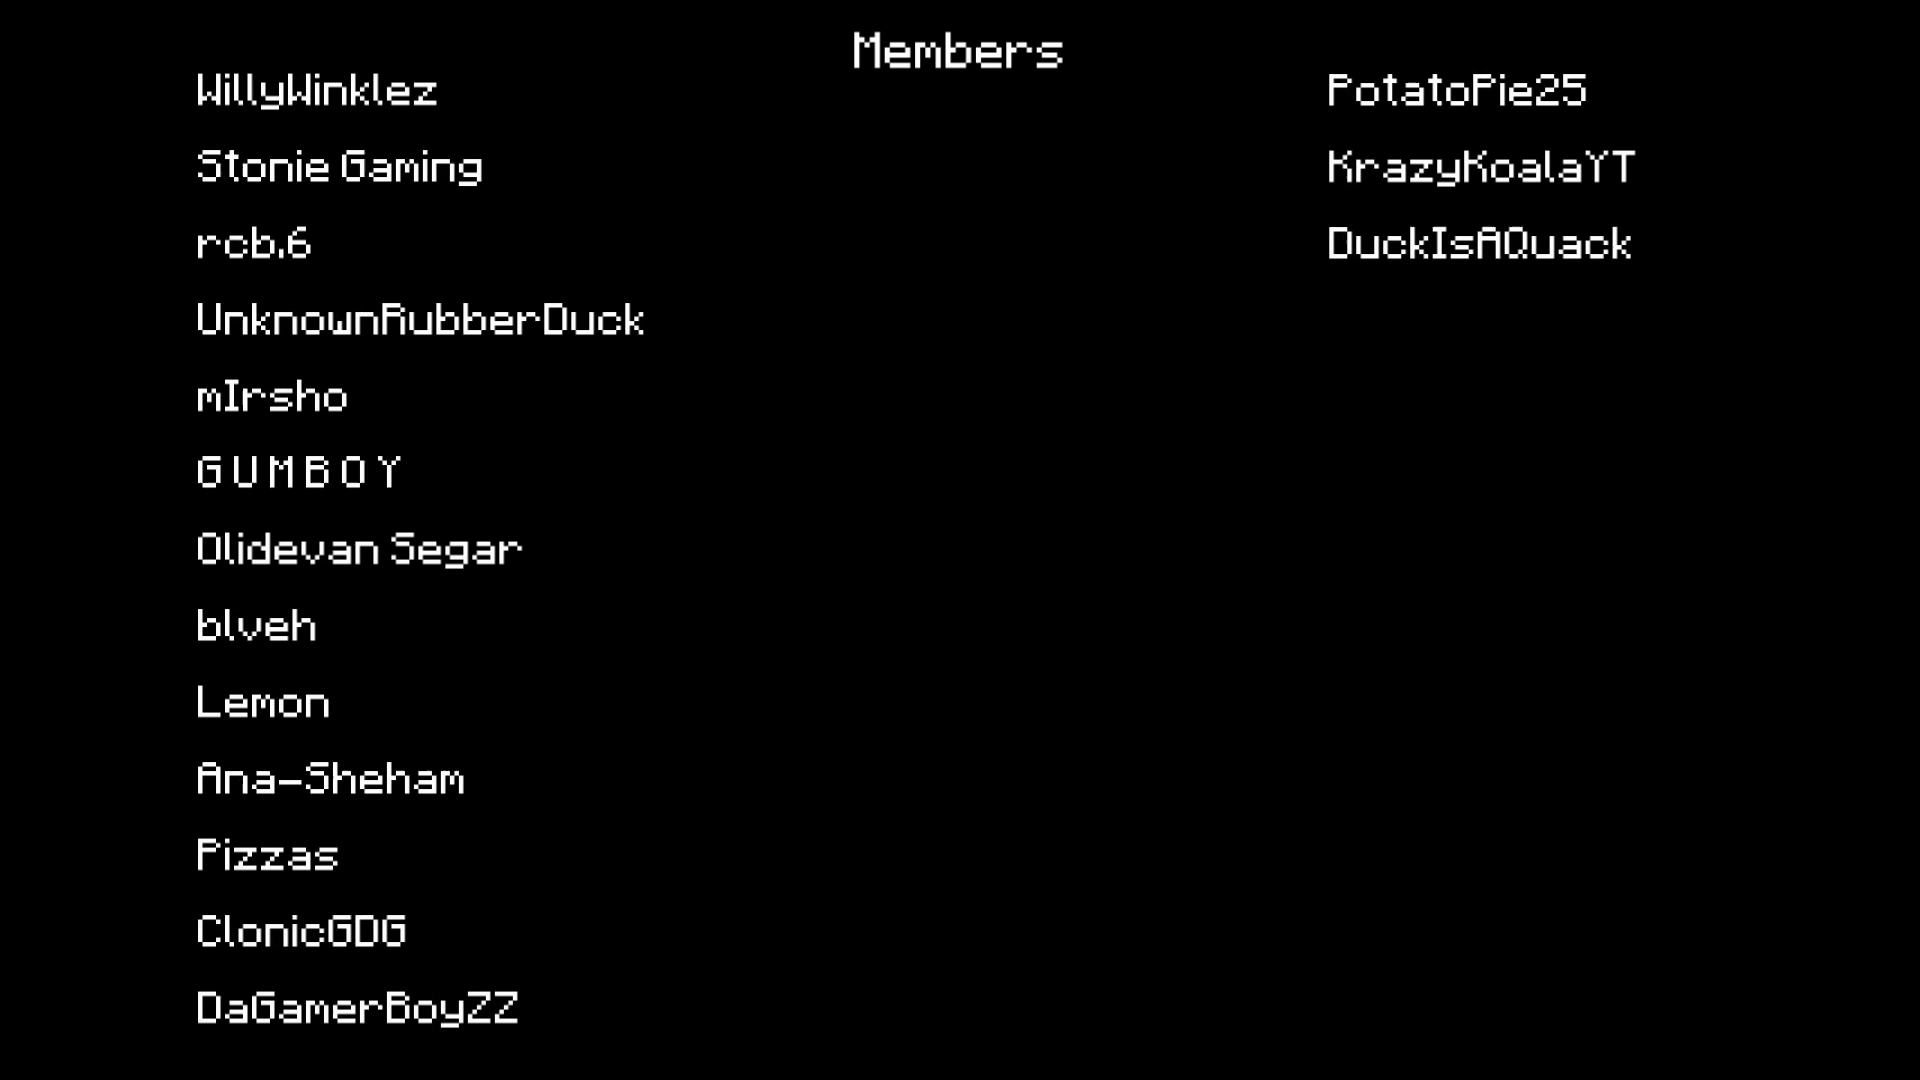 Members
WillyWinklez
Stonie Gaming
rcb.6
UnknownRubberDuck
mIrsho
G U M B O Y
Olidevan Segar
blveh
Lemon
Ana-Sheham
Pizzas
ClonicGDG
DaGamerBoyZZ
PotatoPie25
KrazyKoalaYT
DuckIsAQuack